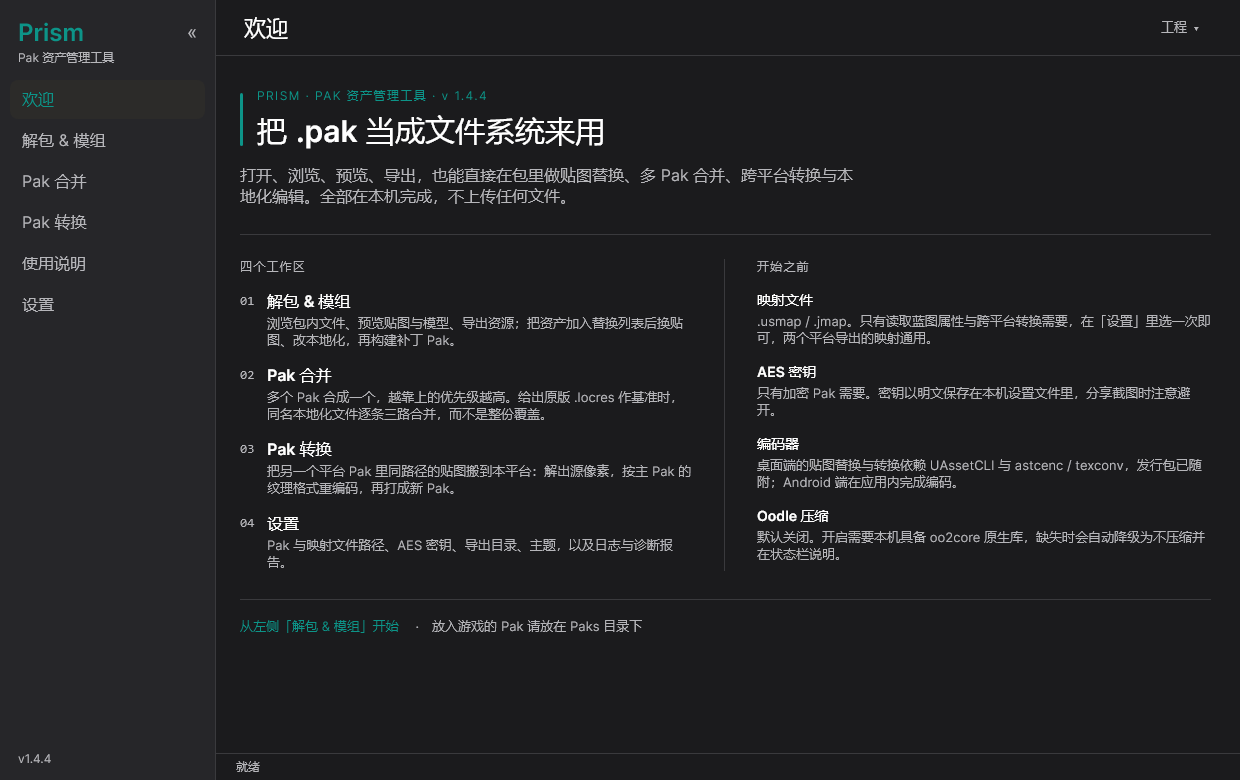 Prism
«
Pak 资产管理工具
欢迎
解包 & 模组
Pak 合并
Pak 转换
使用说明
设置
v1.4.4
欢迎
工程 ▾
PRISM · PAK 资产管理工具 · v 1.4.4
把 .pak 当成文件系统来用
打开、浏览、预览、导出，也能直接在包里做贴图替换、多 Pak 合并、跨平台转换与本
地化编辑。全部在本机完成，不上传任何文件。
四个工作区
01 解包 & 模组
浏览包内文件、预览贴图与模型、导出资源；把资产加入替换列表后换贴
图、改本地化，再构建补丁 Pak。
02 Pak 合并
多个 Pak 合成一个，越靠上的优先级越高。给出原版 .locres 作基准时，
同名本地化文件逐条三路合并，而不是整份覆盖。
03 Pak 转换
把另一个平台 Pak 里同路径的贴图搬到本平台：解出源像素，按主 Pak 的
纹理格式重编码，再打成新 Pak。
04 设置
Pak 与映射文件路径、AES 密钥、导出目录、主题，以及日志与诊断报
告。
开始之前
映射文件
.usmap / .jmap。只有读取蓝图属性与跨平台转换需要，在「设置」里选一次即
可，两个平台导出的映射通用。
AES 密钥
只有加密 Pak 需要。密钥以明文保存在本机设置文件里，分享截图时注意避
开。
编码器
桌面端的贴图替换与转换依赖 UAssetCLI 与 astcenc / texconv，发行包已随
附；Android 端在应用内完成编码。
Oodle 压缩
默认关闭。开启需要本机具备 oo2core 原生库，缺失时会自动降级为不压缩并
在状态栏说明。
从左侧「解包 & 模组」开始 · 放入游戏的 Pak 请放在 Paks 目录下
就绪